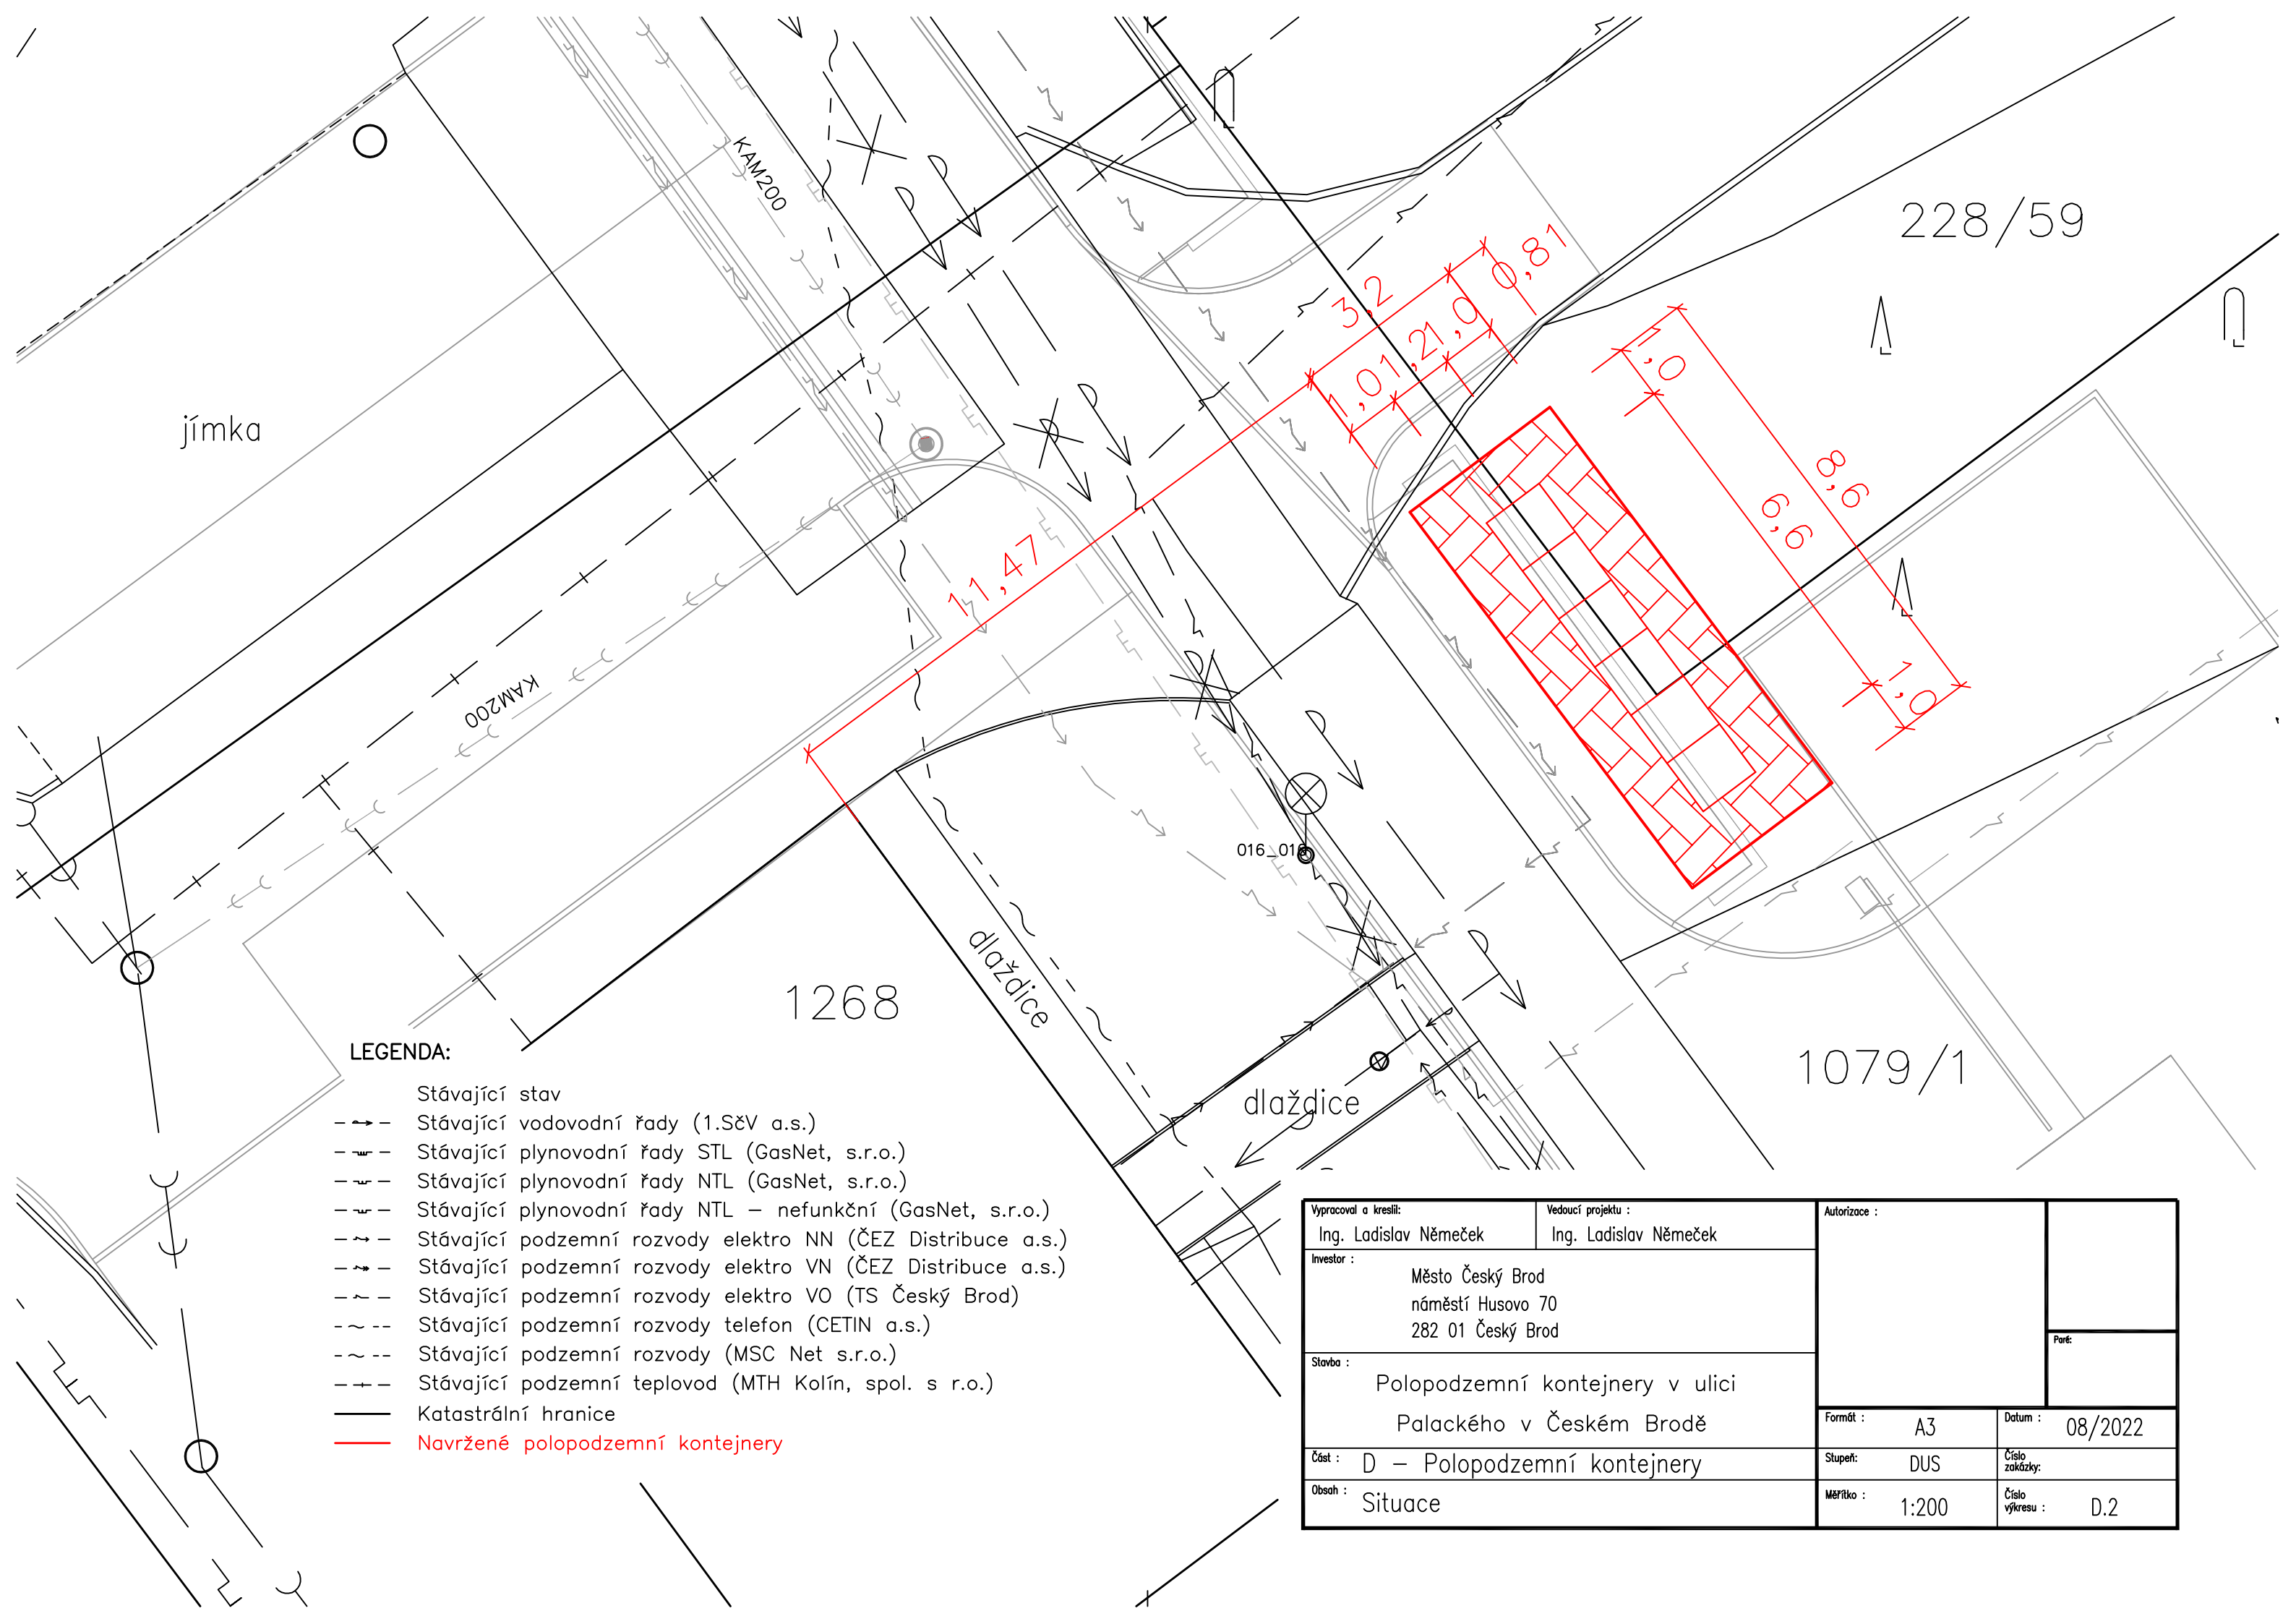 KAM200
228/59
0,81
3,2
1,0
1,2
1,0
1,0
jímka
8,6
6,6
11,47
1,0
KAM200
016_016
dlaždice
1268
1079/1
dlaždice
LEGENDA:
Stávající stav
Stávající vodovodní řady (1.SčV a.s.)
Stávající plynovodní řady STL (GasNet, s.r.o.)
Stávající plynovodní řady NTL (GasNet, s.r.o.)
Stávající plynovodní řady NTL – nefunkční (GasNet, s.r.o.)
Stávající podzemní rozvody elektro NN (ČEZ Distribuce a.s.)
Stávající podzemní rozvody elektro VN (ČEZ Distribuce a.s.)
Stávající podzemní rozvody elektro VO (TS Český Brod)
Stávající podzemní rozvody telefon (CETIN a.s.)
Stávající podzemní rozvody (MSC Net s.r.o.)
Stávající podzemní teplovod (MTH Kolín, spol. s r.o.)
Katastrální hranice
Navržené polopodzemní kontejnery
Vypracoval a kreslil:
Ing. Ladislav Němeček
Vedoucí projektu :
Ing. Ladislav Němeček
Autorizace :
Investor :
Město Český Brod
náměstí Husovo 70
282 01 Český Brod
Paré:
Stavba :
Polopodzemní kontejnery v ulici
Palackého v Českém Brodě
Formát :
A3
Datum :
08/2022
Část :
D – Polopodzemní kontejnery
Stupeň:
DUS
Číslo
zakázky:
Obsah :
Situace
Měřítko :
1:200
Číslo
výkresu :
D.2